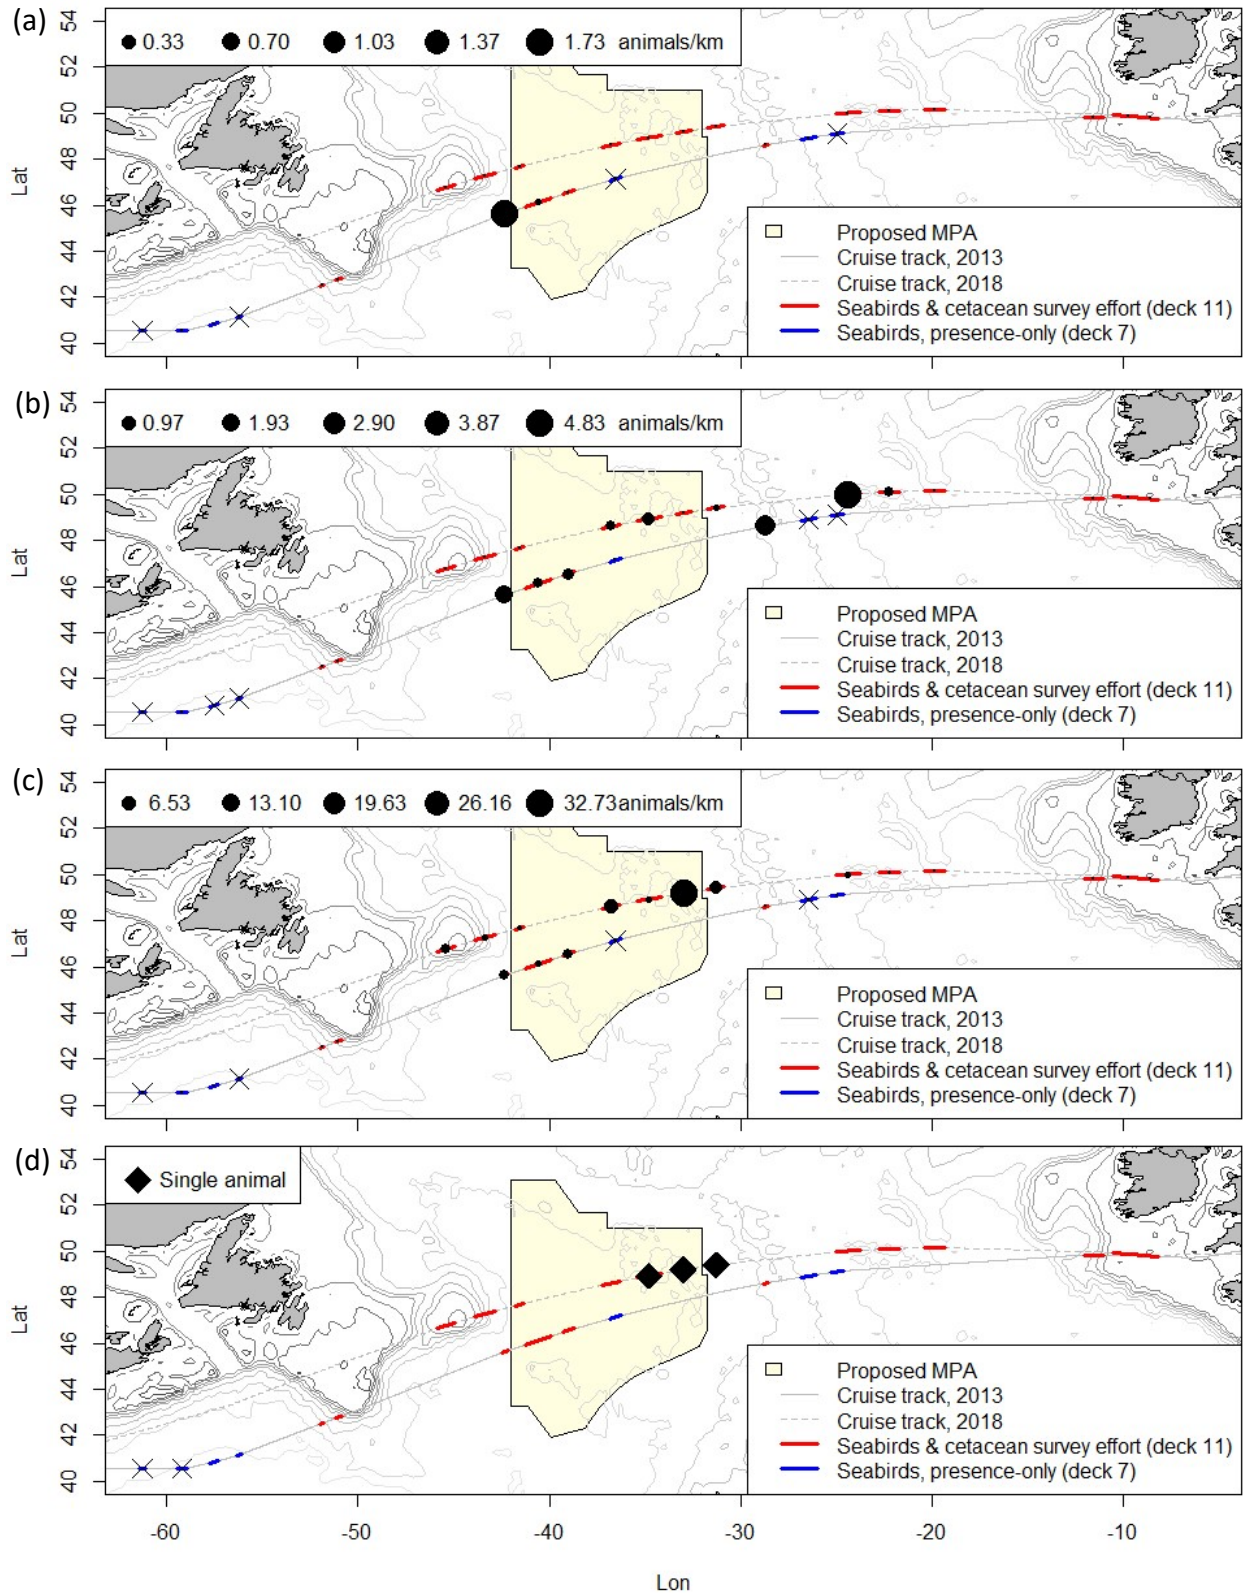 (a)
0.33 0.70 1.03 1.37 1.73 animals/km
54
52
50
48
46
44
42
40
Lat
Proposed MPA
Cruise track, 2013
Cruise track, 2018
Seabirds & cetacean survey effort (deck 11)
Seabirds, presence-only (deck 7)
(b)
0.97 1.93 2.90 3.87 4.83 animals/km
54
52
50
48
46
44
42
40
Lat
Proposed MPA
Cruise track, 2013
Cruise track, 2018
Seabirds & cetacean survey effort (deck 11)
Seabirds, presence-only (deck 7)
(c)
6.53 13.10 19.63 26.16 32.73animals/km
54
52
50
48
46
44
42
40
Lat
Proposed MPA
Cruise track, 2013
Cruise track, 2018
Seabirds & cetacean survey effort (deck 11)
Seabirds, presence-only (deck 7)
(d)
Single animal
54
52
50
48
46
44
42
40
Lat
Proposed MPA
Cruise track, 2013
Cruise track, 2018
Seabirds & cetacean survey effort (deck 11)
Seabirds, presence-only (deck 7)
-60 -50 -40 -30 -20 -10
Lon